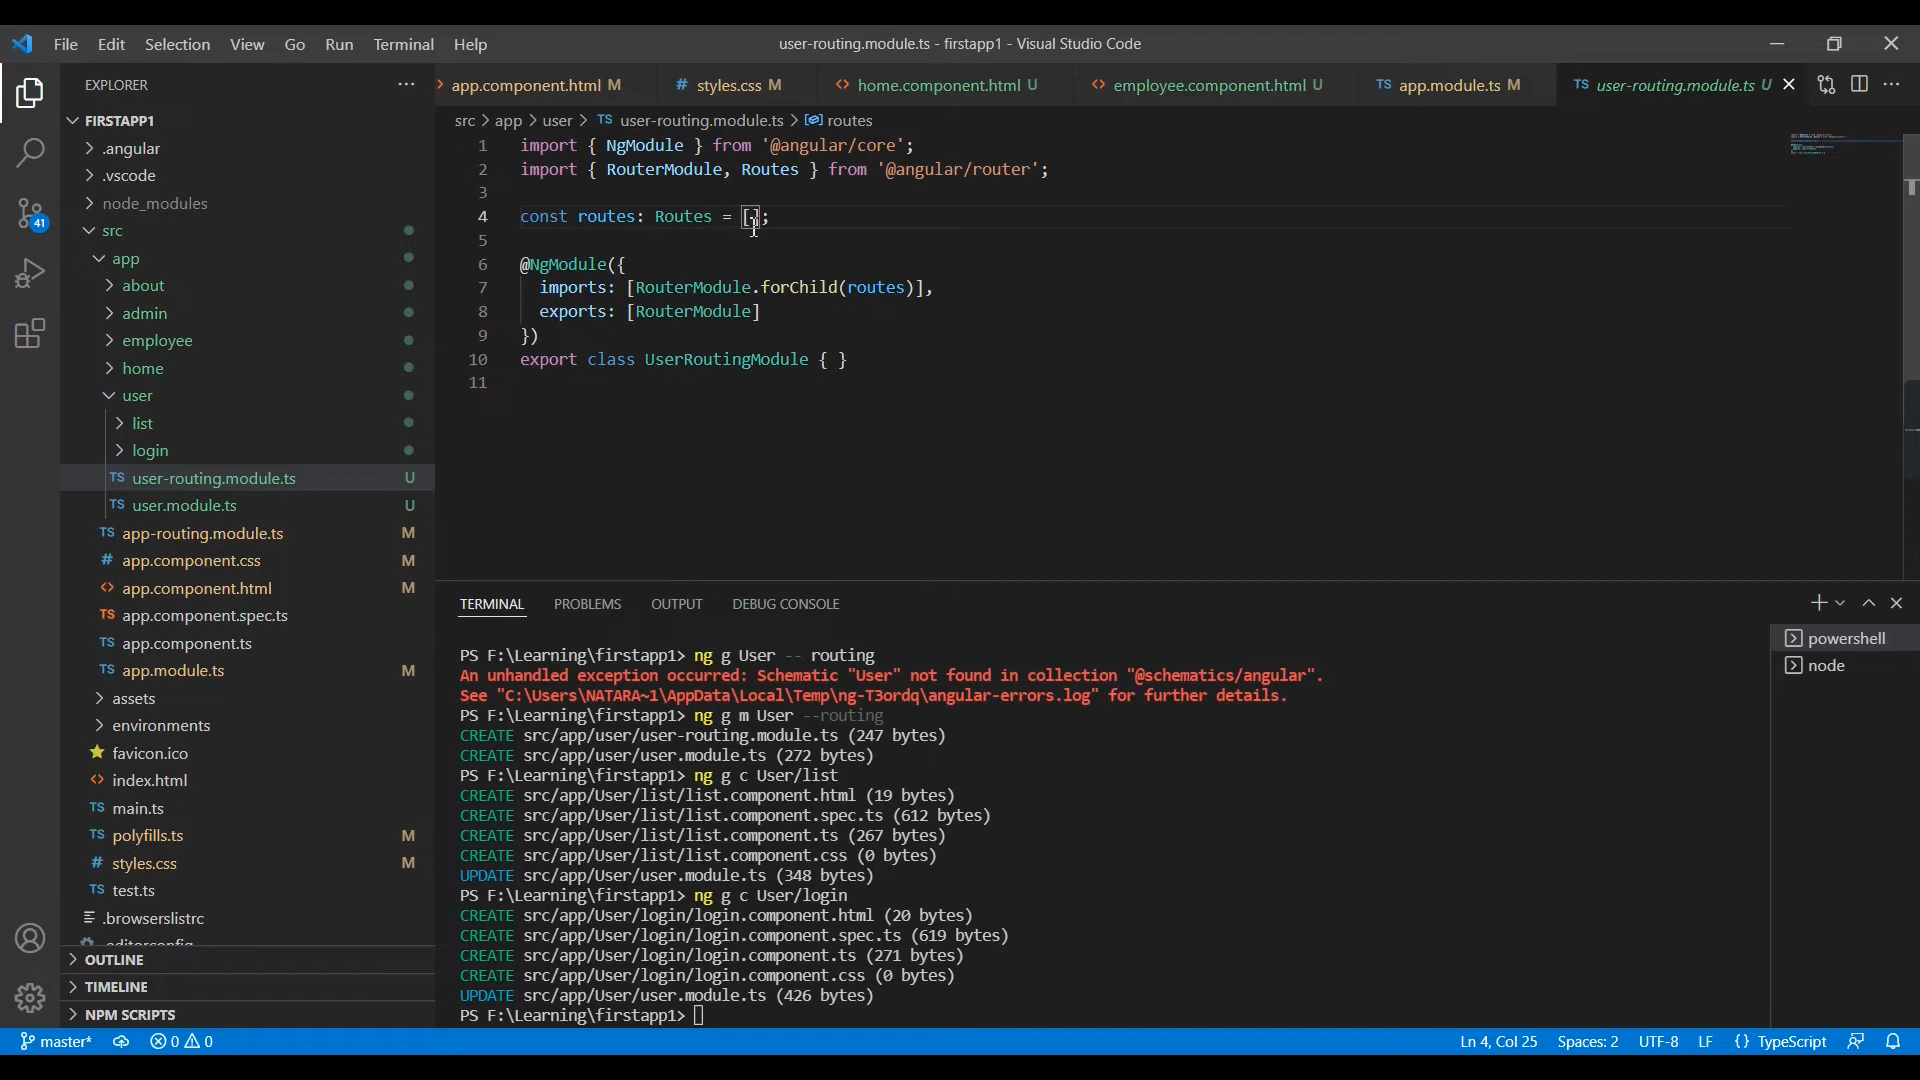 File Edit Selection View Go Run Terminal Help
user-routing.module.ts - firstapp1 - Visual Studio Code
EXPLORER
app.component.html M
styles.css M
home.component.html U
employee.component.html U
TS app.module.ts M
TS user-routing.module.ts U
src > app > user > TS user-routing.module.ts > routes
FIRSTAPP1
.angular
.vscode
node_modules
src
app
about
admin
employee
home
user
list
login
TS user-routing.module.ts U
TS user.module.ts U
TS app-routing.module.ts M
# app.component.css M
<> app.component.html M
TS app.component.spec.ts
TS app.component.ts
TS app.module.ts M
assets
environments
favicon.ico
<> index.html
TS main.ts
TS polyfills.ts M
# styles.css M
TS test.ts
.browserslistrc
.editorconfig
OUTLINE
TIMELINE
NPM SCRIPTS
41
1 import { NgModule } from '@angular/core';
2 import { RouterModule, Routes } from '@angular/router';
3
4 const routes: Routes = [];
5
6 @NgModule({
7 imports: [RouterModule.forChild(routes)],
8 exports: [RouterModule]
9 })
10 export class UserRoutingModule { }
11
TERMINAL PROBLEMS OUTPUT DEBUG CONSOLE
powershell
node
PS F:\Learning\firstapp1> ng g User -- routing
An unhandled exception occurred: Schematic "User" not found in collection "@schematics/angular".
See "C:\Users\NATARA~1\AppData\Local\Temp\ng-T3ordq\angular-errors.log" for further details.
PS F:\Learning\firstapp1> ng g m User --routing
CREATE src/app/user/user-routing.module.ts (247 bytes)
CREATE src/app/user/user.module.ts (272 bytes)
PS F:\Learning\firstapp1> ng g c User/list
CREATE src/app/User/list/list.component.html (19 bytes)
CREATE src/app/User/list/list.component.spec.ts (612 bytes)
CREATE src/app/User/list/list.component.ts (267 bytes)
CREATE src/app/User/list/list.component.css (0 bytes)
UPDATE src/app/User/user.module.ts (348 bytes)
PS F:\Learning\firstapp1> ng g c User/login
CREATE src/app/User/login/login.component.html (20 bytes)
CREATE src/app/User/login/login.component.spec.ts (619 bytes)
CREATE src/app/User/login/login.component.ts (271 bytes)
CREATE src/app/User/login/login.component.css (0 bytes)
UPDATE src/app/User/user.module.ts (426 bytes)
PS F:\Learning\firstapp1>
master* 0 0 Ln 4, Col 25 Spaces: 2 UTF-8 LF {} TypeScript